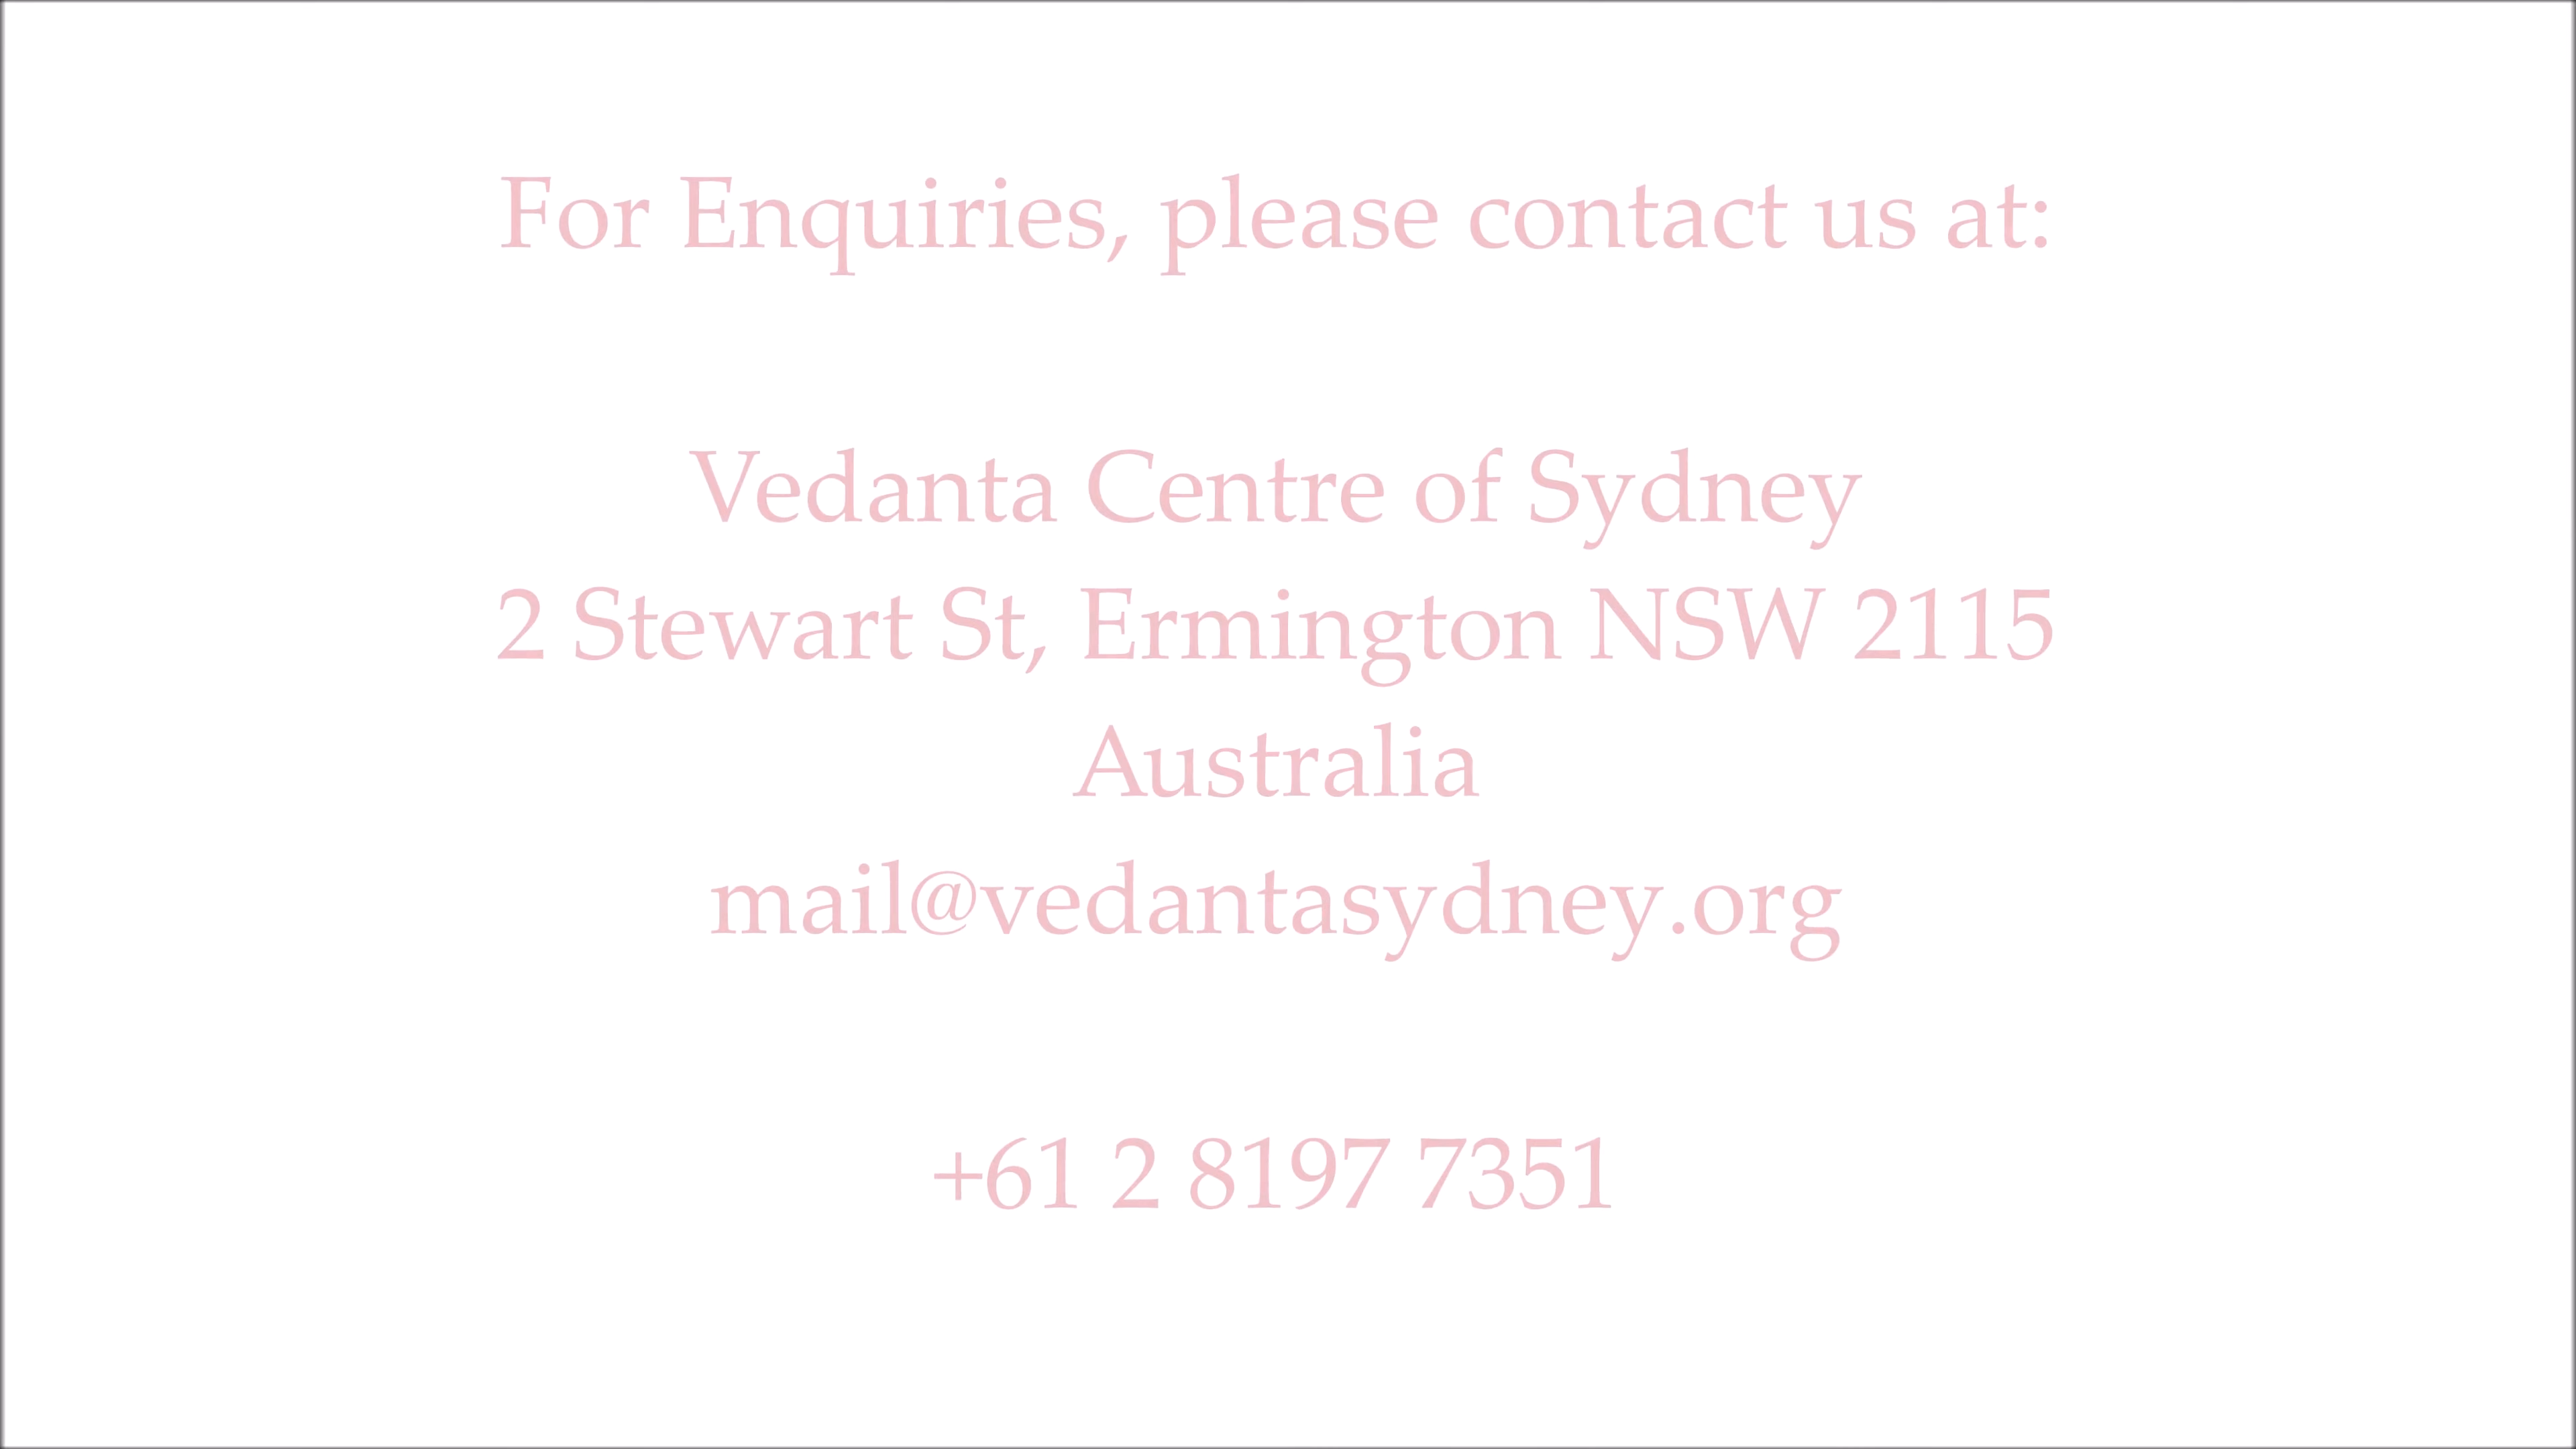 For Enquiries, please contact us at:
Vedanta Centre of Sydney
2 Stewart St, Ermington NSW 2115
Australia
mail@vedantasydney.org
+61 2 8197 7351